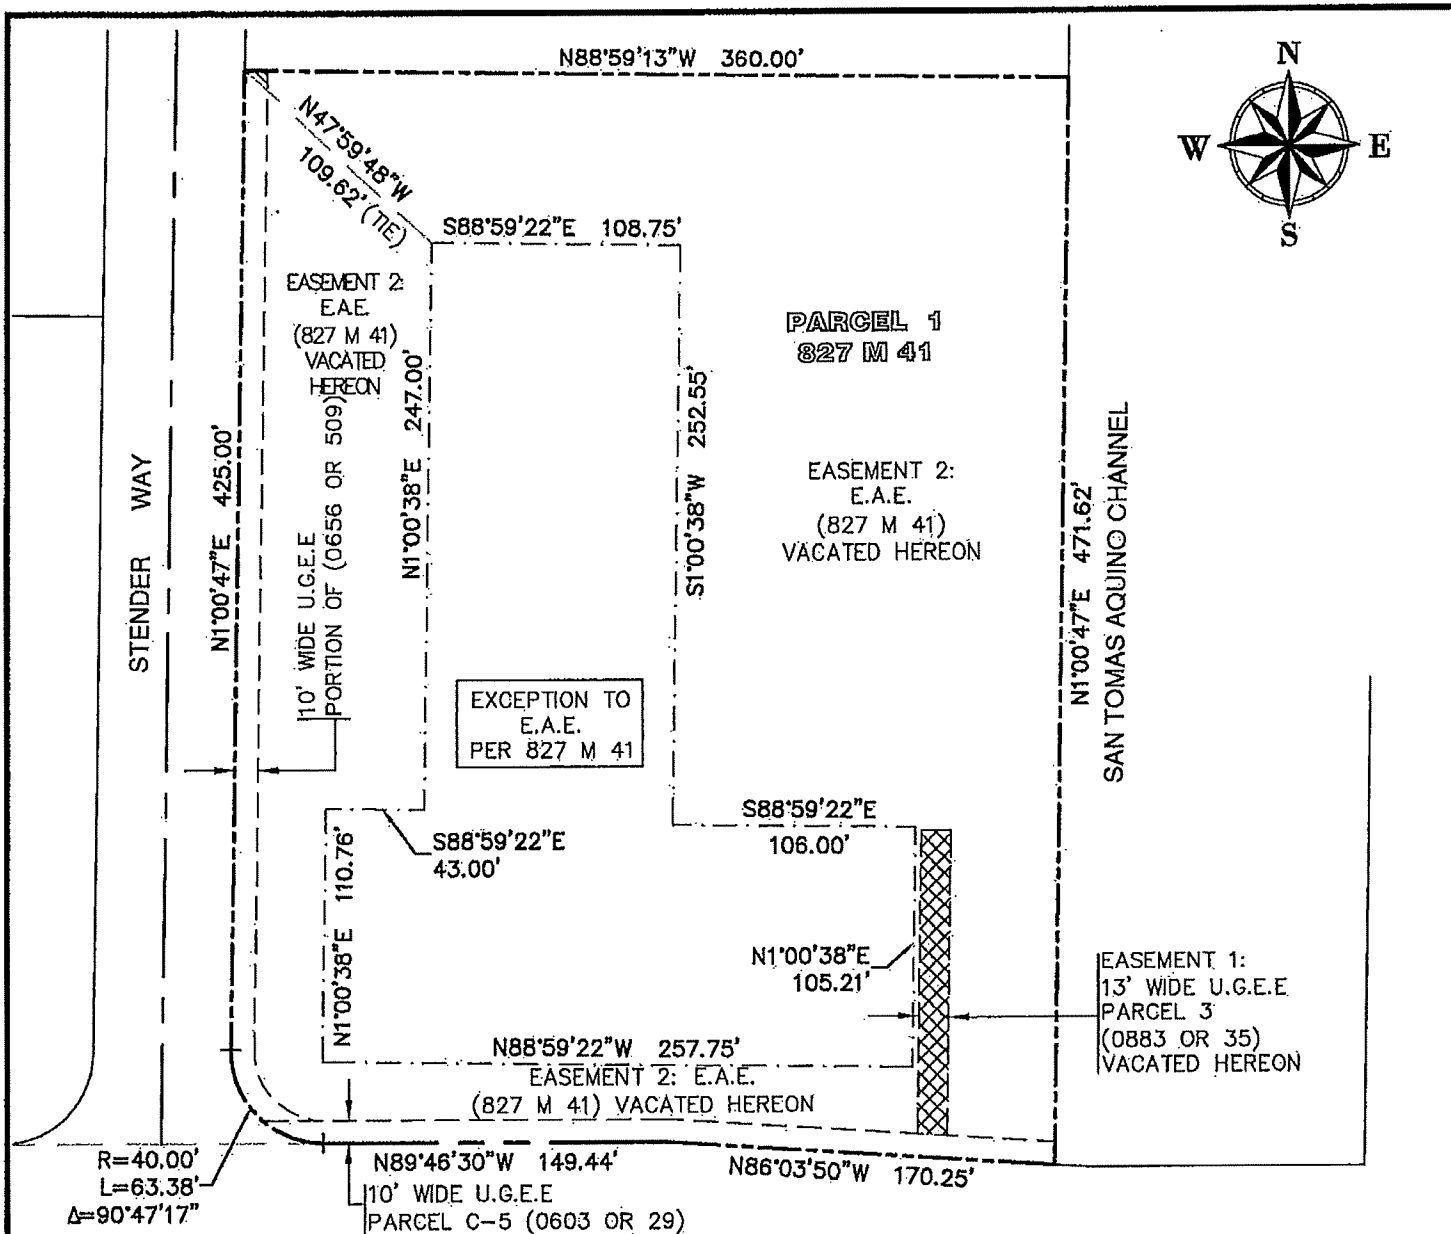 N88°59'13"W 360.00'
N
W E
S
N47°59'48"W
109.62' (TIE)
S88°59'22"E 108.75'
EASEMENT 2:
E.A.E.
(827 M 41)
VACATED
HEREON
PARCEL 1
827 M 41
N1°00'38"E 247.00'
S1°00'38"W 252.55'
EASEMENT 2:
E.A.E.
(827 M 41)
VACATED HEREON
STENDER WAY
N1°00'47"E 425.00'
10' WIDE U.G.E.E
PORTION OF (0656 OR 509)
N1°00'47"E 471.62'
SAN TOMAS AQUINO CHANNEL
EXCEPTION TO
E.A.E.
PER 827 M 41
S88°59'22"E
43.00'
S88°59'22"E
106.00'
N1°00'38"E 110.76'
N1°00'38"E
105.21'
EASEMENT 1:
13' WIDE U.G.E.E
PARCEL 3
(0883 OR 35)
VACATED HEREON
N88°59'22"W 257.75'
EASEMENT 2: E.A.E.
(827 M 41) VACATED HEREON
R=40.00'
L=63.38'
Δ=90°47'17"
N89°46'30"W 149.44'
N86°03'50"W 170.25'
10' WIDE U.G.E.E
PARCEL C-5 (0603 OR 29)